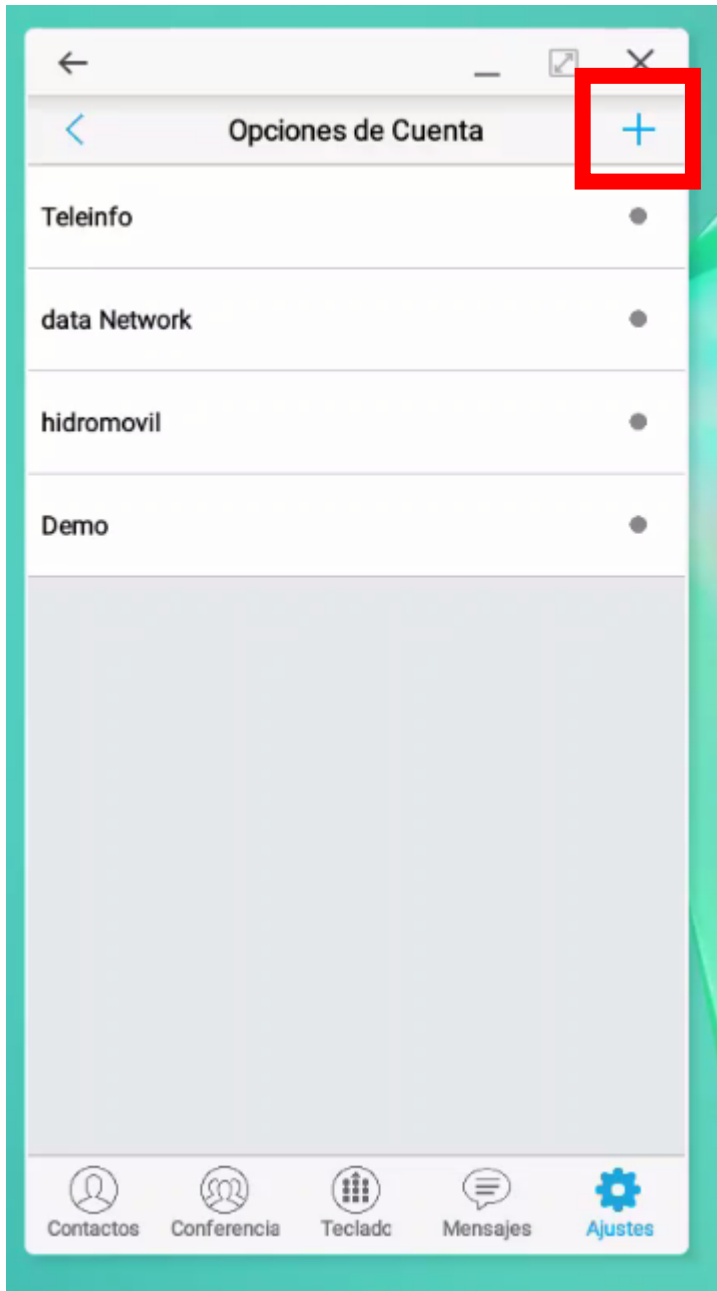 Opciones de Cuenta
Teleinfo
data Network
hidromovil
Demo
Contactos Conferencia Teclado Mensajes Ajustes